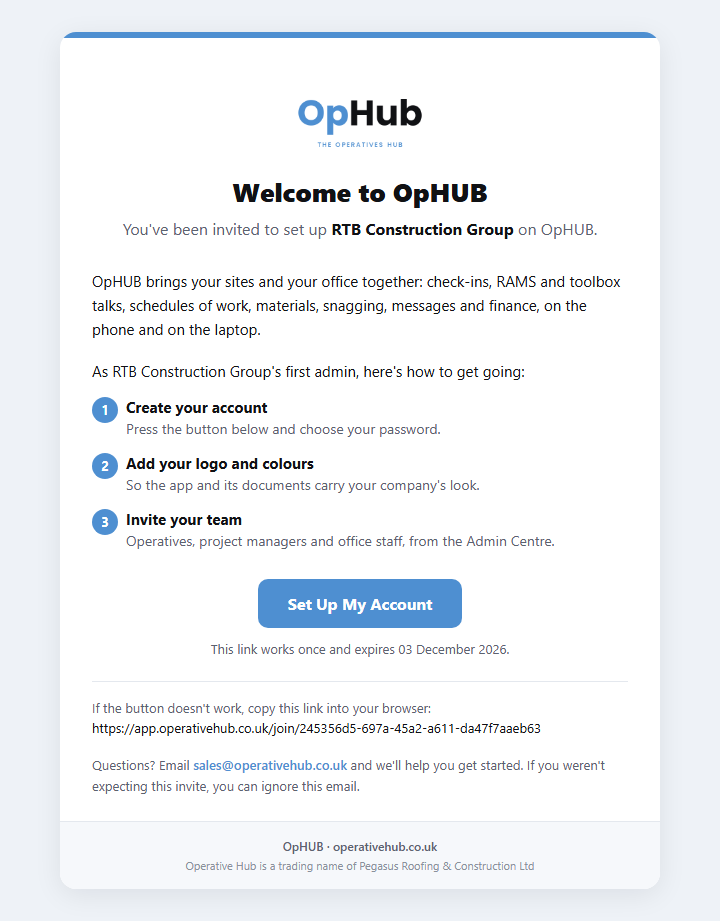 OpHub
THE OPERATIVES HUB
Welcome to OpHUB
You've been invited to set up RTB Construction Group on OpHUB.
OpHUB brings your sites and your office together: check-ins, RAMS and toolbox
talks, schedules of work, materials, snagging, messages and finance, on the
phone and on the laptop.
As RTB Construction Group's first admin, here's how to get going:
1 Create your account
Press the button below and choose your password.
2 Add your logo and colours
So the app and its documents carry your company's look.
3 Invite your team
Operatives, project managers and office staff, from the Admin Centre.
Set Up My Account
This link works once and expires 03 December 2026.
If the button doesn't work, copy this link into your browser:
https://app.operativehub.co.uk/join/245356d5-697a-45a2-a611-da47f7aaeb63
Questions? Email sales@operativehub.co.uk and we'll help you get started. If you weren't
expecting this invite, you can ignore this email.
OpHUB · operativehub.co.uk
Operative Hub is a trading name of Pegasus Roofing & Construction Ltd